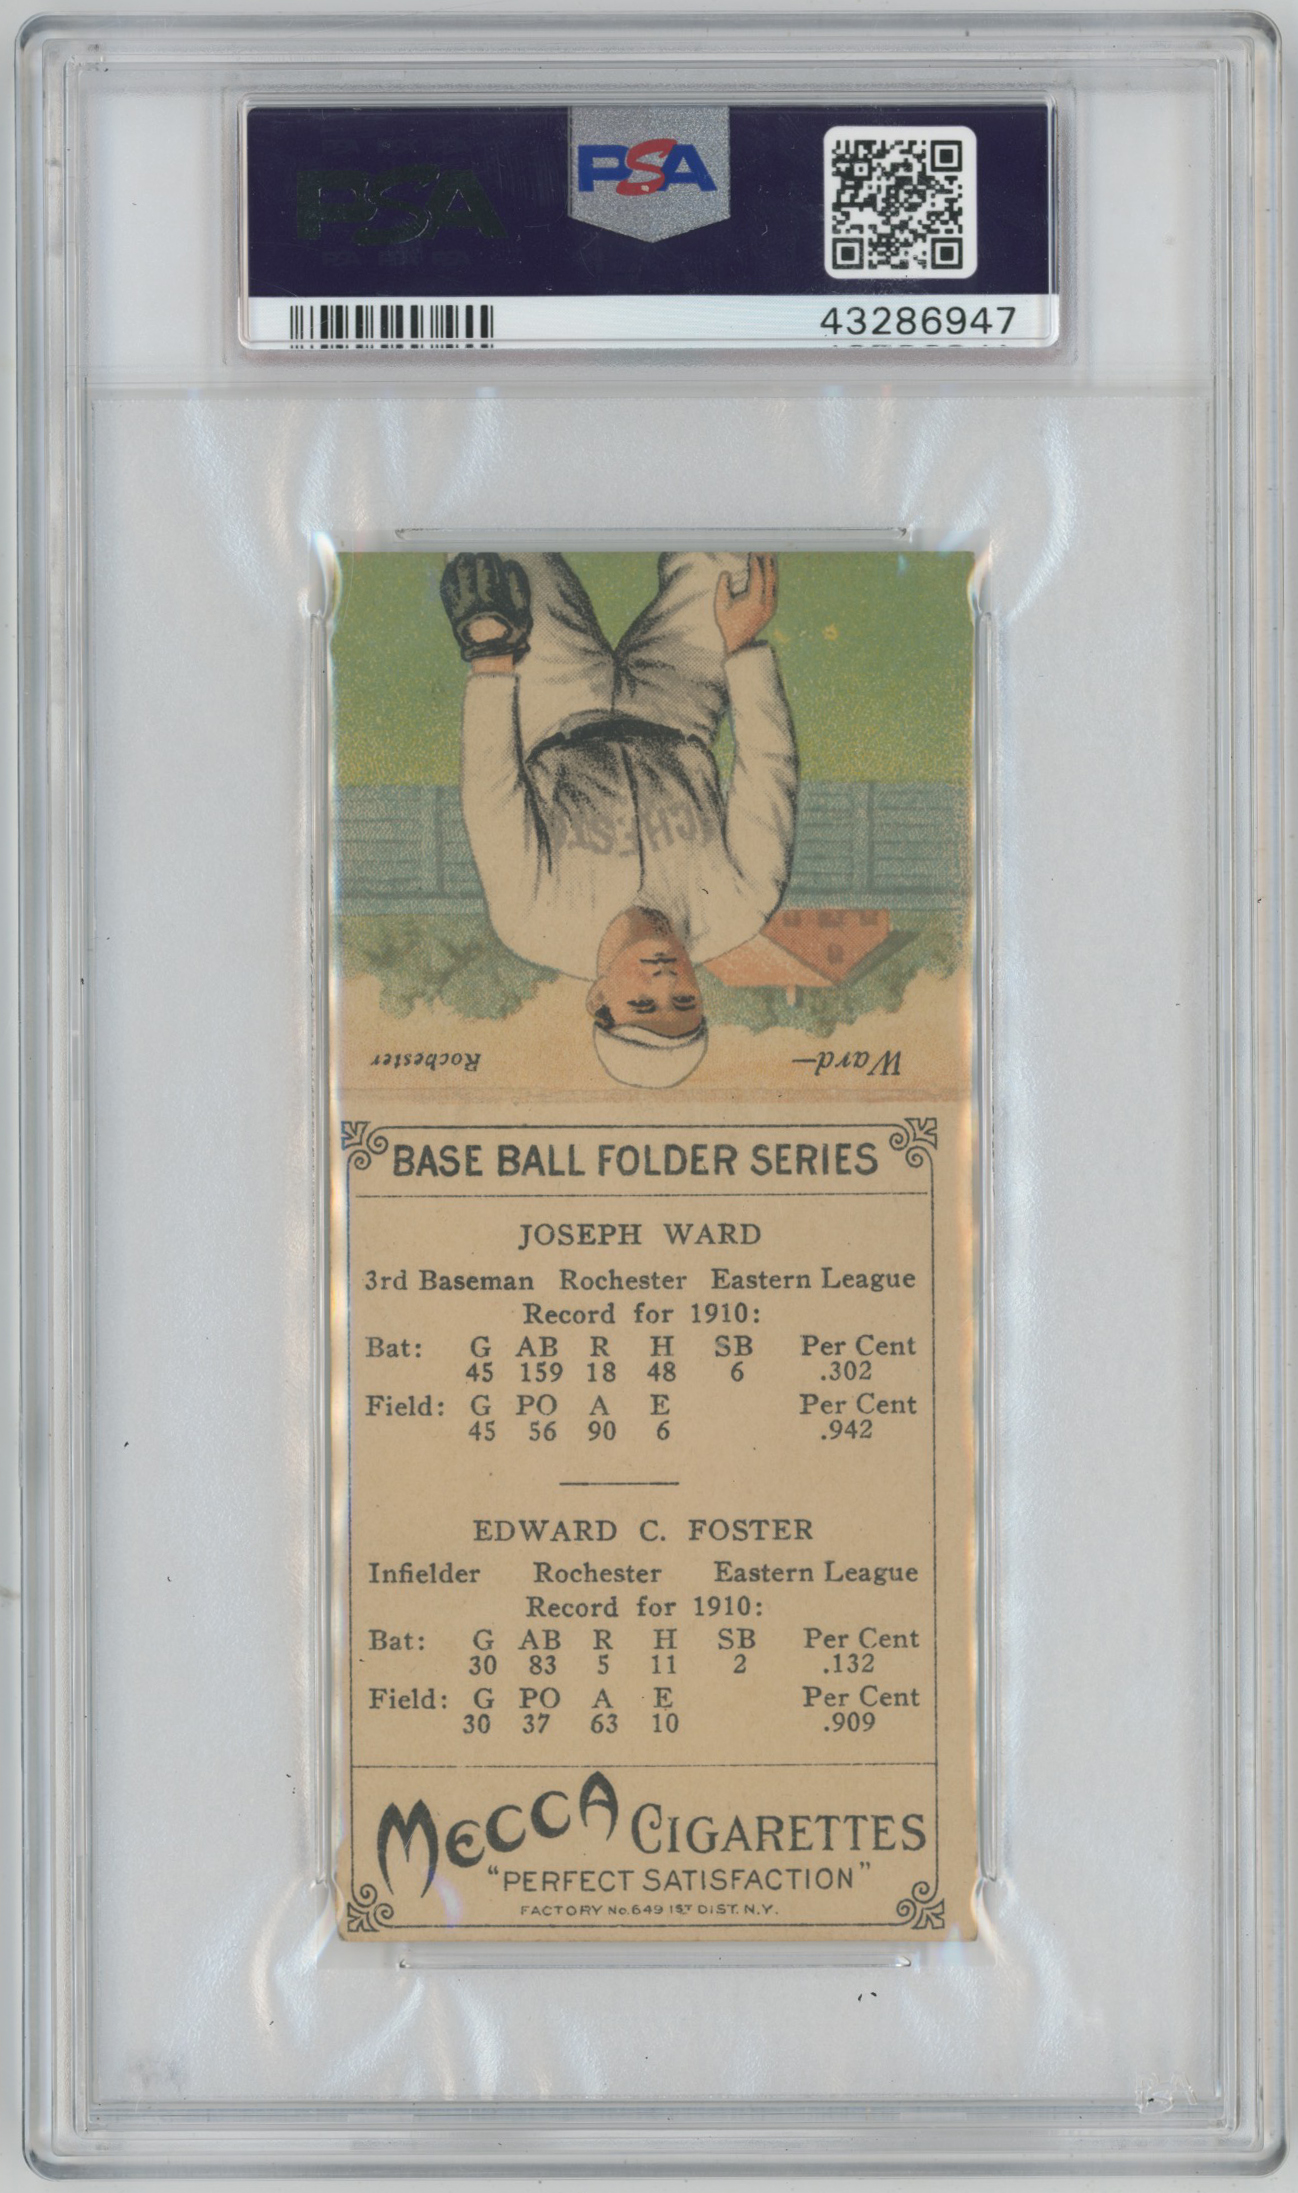 PSA
PSA
43286947
CHEST
Ward—
Rochester
BASE BALL FOLDER SERIES
JOSEPH WARD
3rd Baseman Rochester Eastern League
Record for 1910:
Bat: G AB R H SB Per Cent
45 159 18 48 6 .302
Field: G PO A E Per Cent
45 56 90 6 .942
EDWARD C. FOSTER
Infielder Rochester Eastern League
Record for 1910:
Bat: G AB R H SB Per Cent
30 83 5 11 2 .132
Field: G PO A E Per Cent
30 37 63 10 .909
MECCA CIGARETTES
"PERFECT SATISFACTION"
FACTORY No. 649 1ST DIST. N.Y.